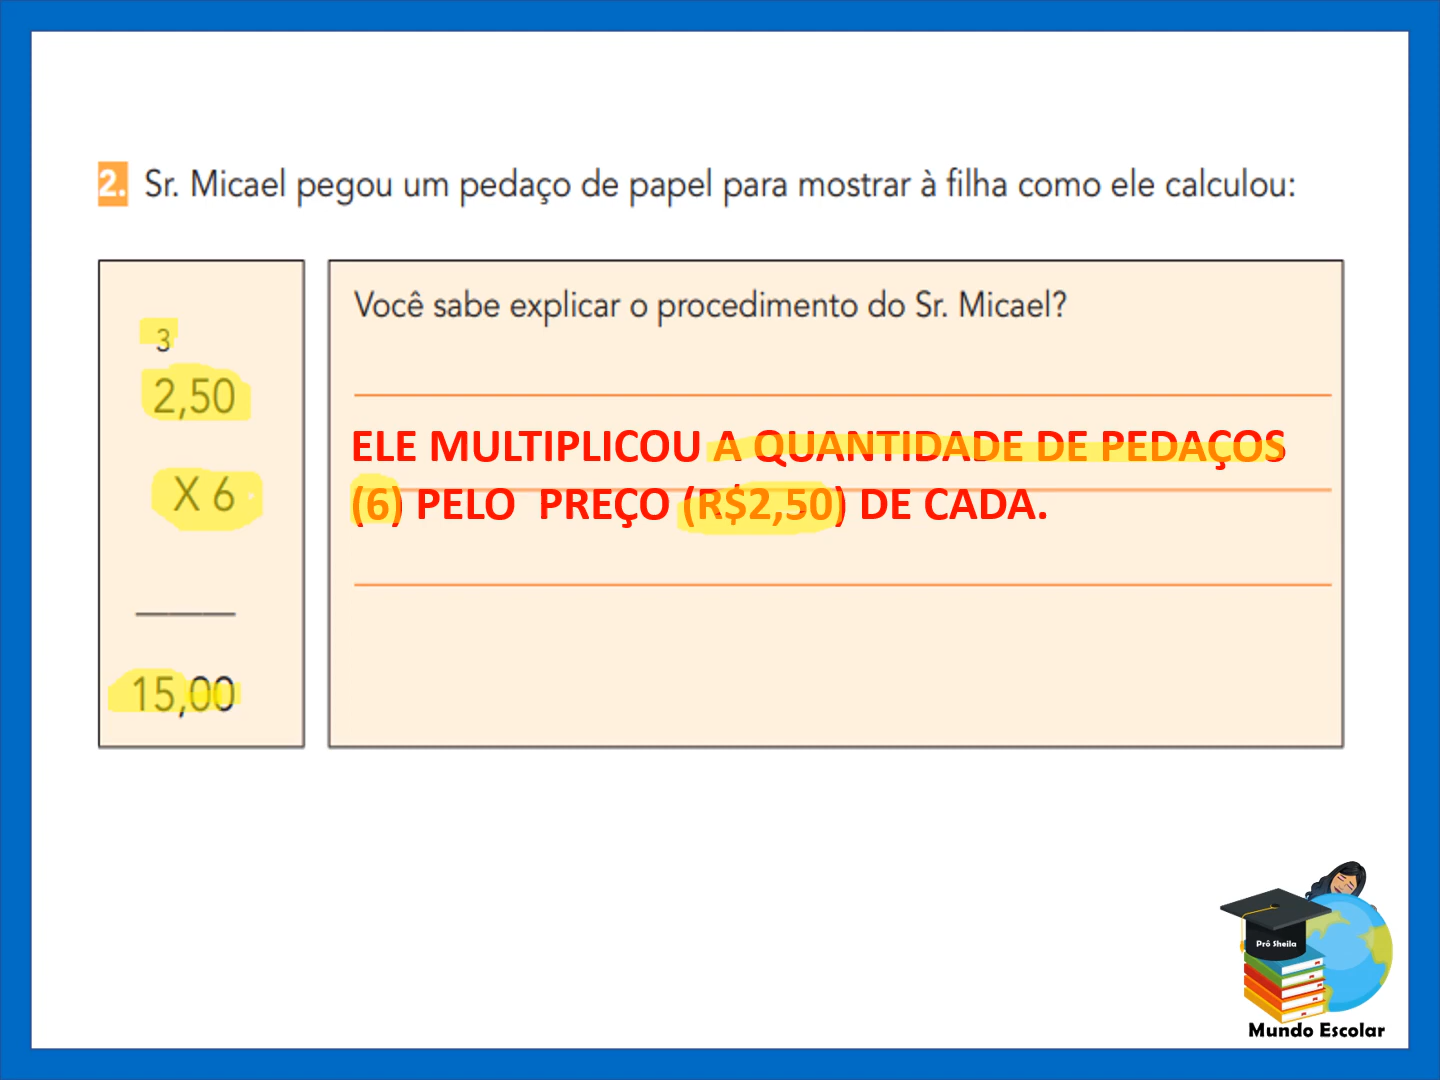 2. Sr. Micael pegou um pedaço de papel para mostrar à filha como ele calculou:
3
2,50
X 6
15,00
Você sabe explicar o procedimento do Sr. Micael?
ELE MULTIPLICOU A QUANTIDADE DE PEDAÇOS
(6) PELO PREÇO (R$2,50) DE CADA.
Prô Sheila
Mundo Escolar